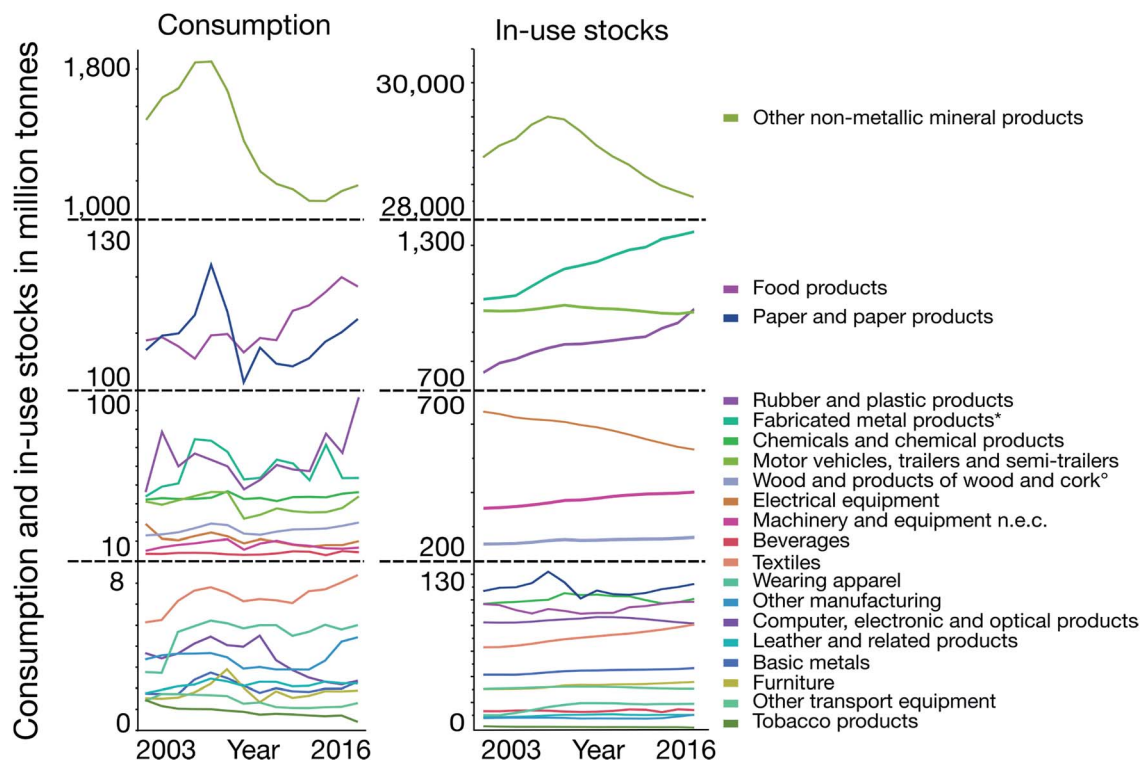 Consumption
In-use stocks
Consumption and in-use stocks in million tonnes
1,800
1,000
130
100
100
10
8
0
2003 Year 2016
30,000
28,000
1,300
700
700
200
130
0
2003 Year 2016
Other non-metallic mineral products
Food products
Paper and paper products
Rubber and plastic products
Fabricated metal products*
Chemicals and chemical products
Motor vehicles, trailers and semi-trailers
Wood and products of wood and cork°
Electrical equipment
Machinery and equipment n.e.c.
Beverages
Textiles
Wearing apparel
Other manufacturing
Computer, electronic and optical products
Leather and related products
Basic metals
Furniture
Other transport equipment
Tobacco products